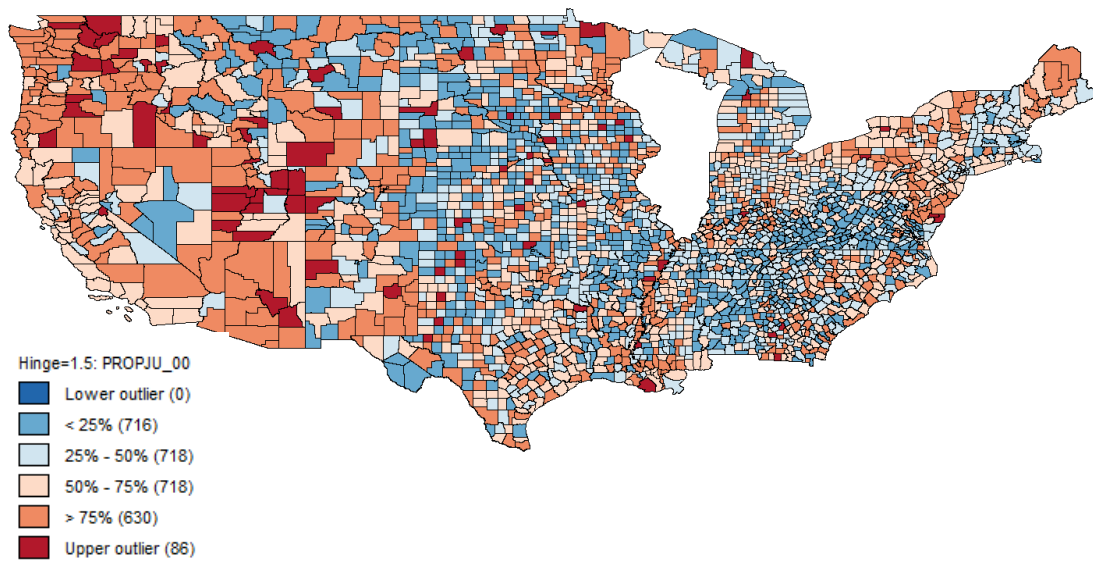 Hinge=1.5: PROPJU_00
Lower outlier (0)
< 25% (716)
25% - 50% (718)
50% - 75% (718)
> 75% (630)
Upper outlier (86)